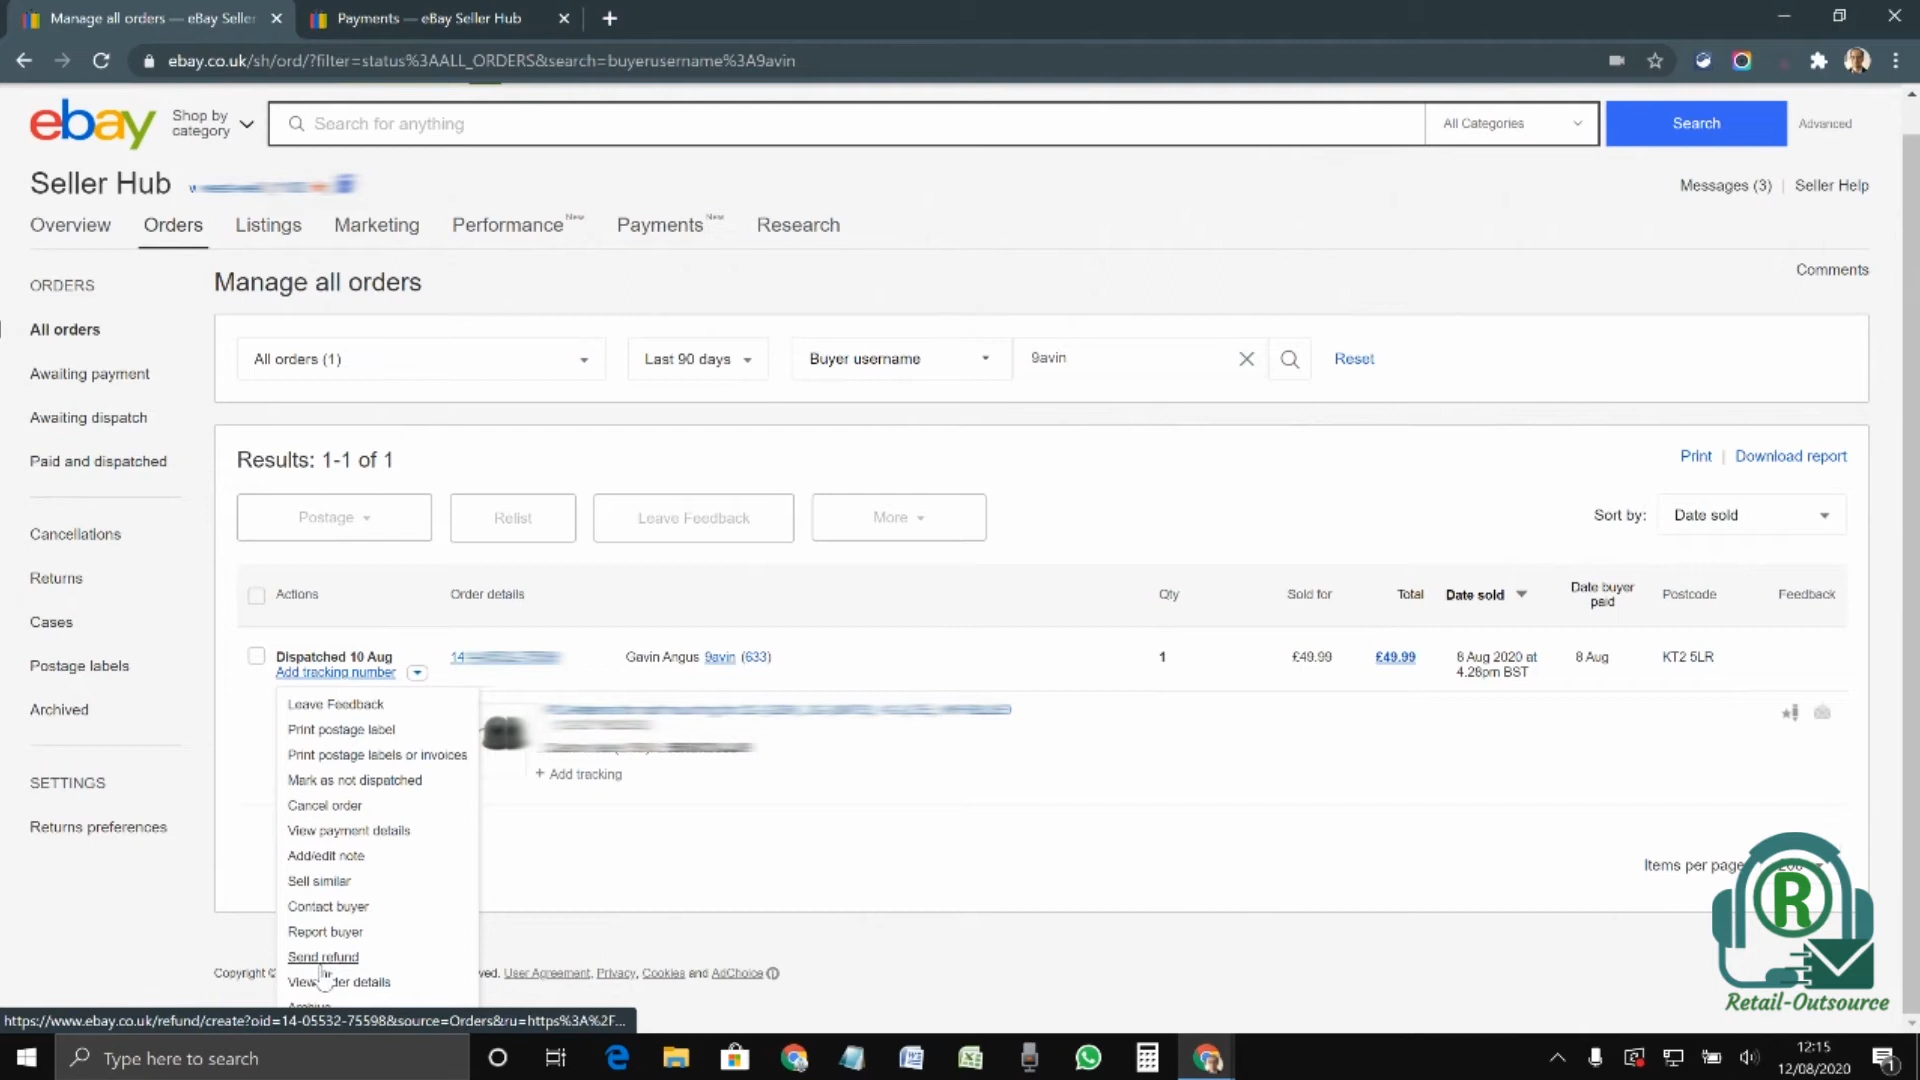 Manage all orders — eBay Seller
Payments — eBay Seller Hub
ebay.co.uk/sh/ord/?filter=status%3AALL_ORDERS&search=buyerusername%3A9avin
ebay
Shop by category
Search for anything
All Categories
Search
Advanced
Seller Hub
Messages (3) | Seller Help
Overview
Orders
Listings
Marketing
Performance New
Payments New
Research
Comments
ORDERS
All orders
Awaiting payment
Awaiting dispatch
Paid and dispatched
Cancellations
Returns
Cases
Postage labels
Archived
SETTINGS
Returns preferences
Manage all orders
All orders (1)
Last 90 days
Buyer username
9avin
Reset
Results: 1-1 of 1
Print | Download report
Postage
Relist
Leave Feedback
More
Sort by: Date sold
Actions
Order details
Qty
Sold for
Total
Date sold
Date buyer paid
Postcode
Feedback
Dispatched 10 Aug
Add tracking number
14
Gavin Angus 9avin (633)
1
£49.99
£49.99
8 Aug 2020 at
4.28pm BST
8 Aug
KT2 5LR
+ Add tracking
Leave Feedback
Print postage label
Print postage labels or invoices
Mark as not dispatched
Cancel order
View payment details
Add/edit note
Sell similar
Contact buyer
Report buyer
Send refund
View order details
Archive
Items per page
Copyright ©
ved. User Agreement, Privacy, Cookies and AdChoice
R
Retail-Outsource
https://www.ebay.co.uk/refund/create?oid=14-05532-75598&source=Orders&ru=https%3A%2F...
Type here to search
12:15
12/08/2020
1